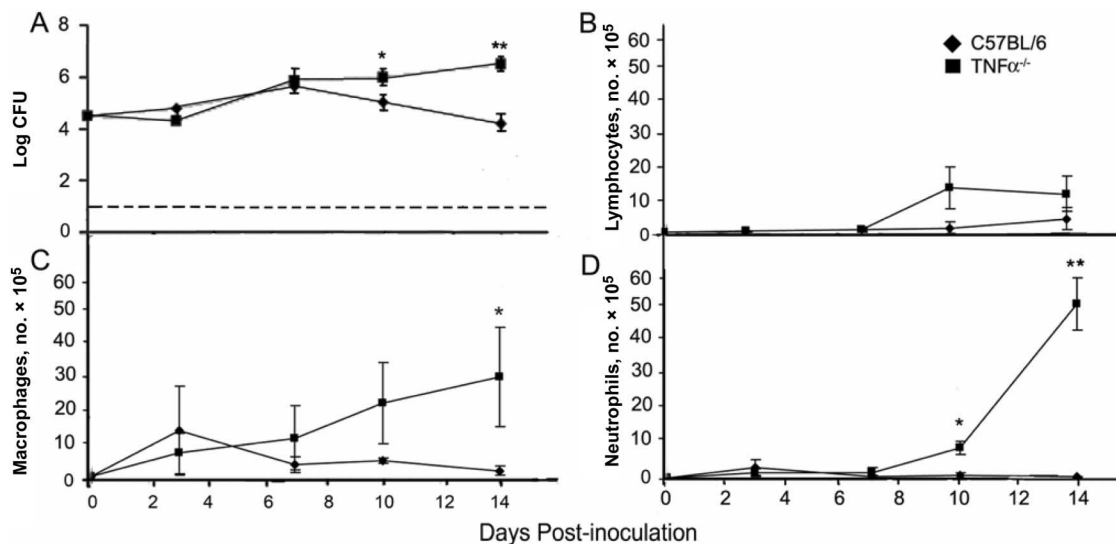 A
B
8
6
4
2
0
Log CFU
*
**
60
50
40
30
20
10
0
Lymphocytes, no. × 10⁵
C57BL/6
TNFα-/-
C
D
60
50
40
30
20
10
0
Macrophages, no. × 10⁵
*
60
50
40
30
20
10
0
Neutrophils, no. × 10⁵
*
**
0 2 4 6 8 10 12 14
0 2 4 6 8 10 12 14
Days Post-inoculation